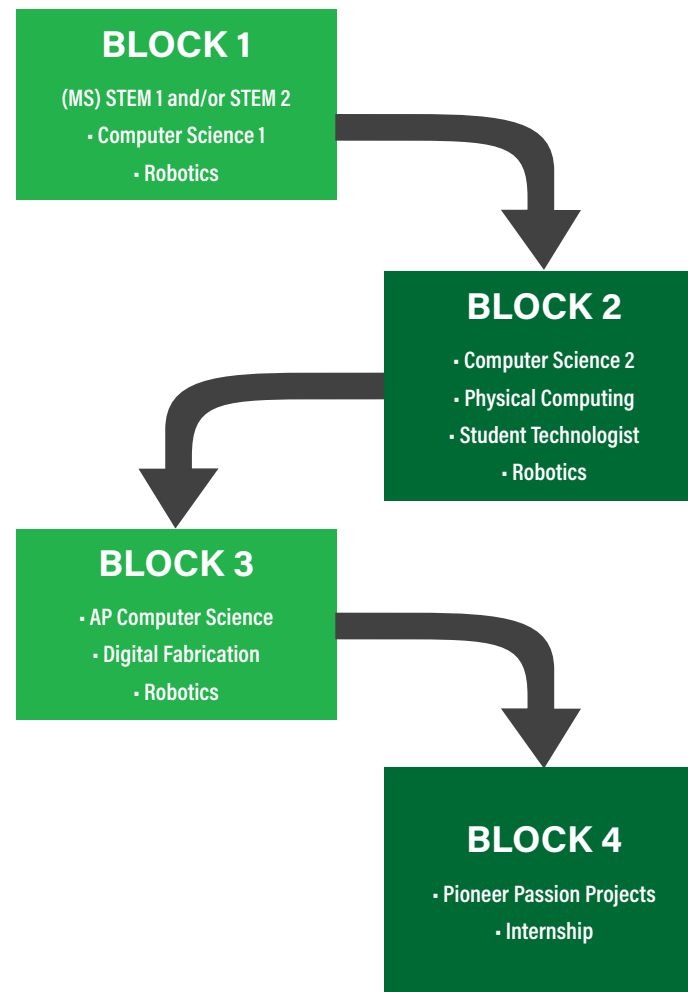 BLOCK 1
(MS) STEM 1 and/or STEM 2
▪ Computer Science 1
▪ Robotics
BLOCK 2
▪ Computer Science 2
▪ Physical Computing
▪ Student Technologist
▪ Robotics
BLOCK 3
▪ AP Computer Science
▪ Digital Fabrication
▪ Robotics
BLOCK 4
▪ Pioneer Passion Projects
▪ Internship